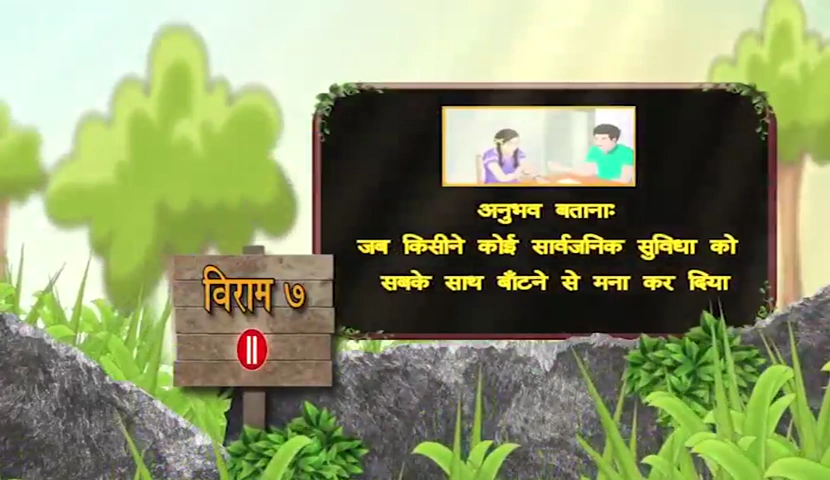 अनुभव बतानाः
जब किसीने कोई सार्वजनिक सुविधा को
सबके साथ बाँटने से मना कर दिया
विराम ७